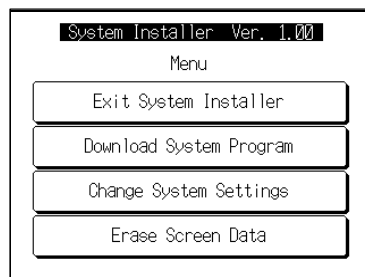 System Installer Ver. 1.00
Menu
Exit System Installer
Download System Program
Change System Settings
Erase Screen Data